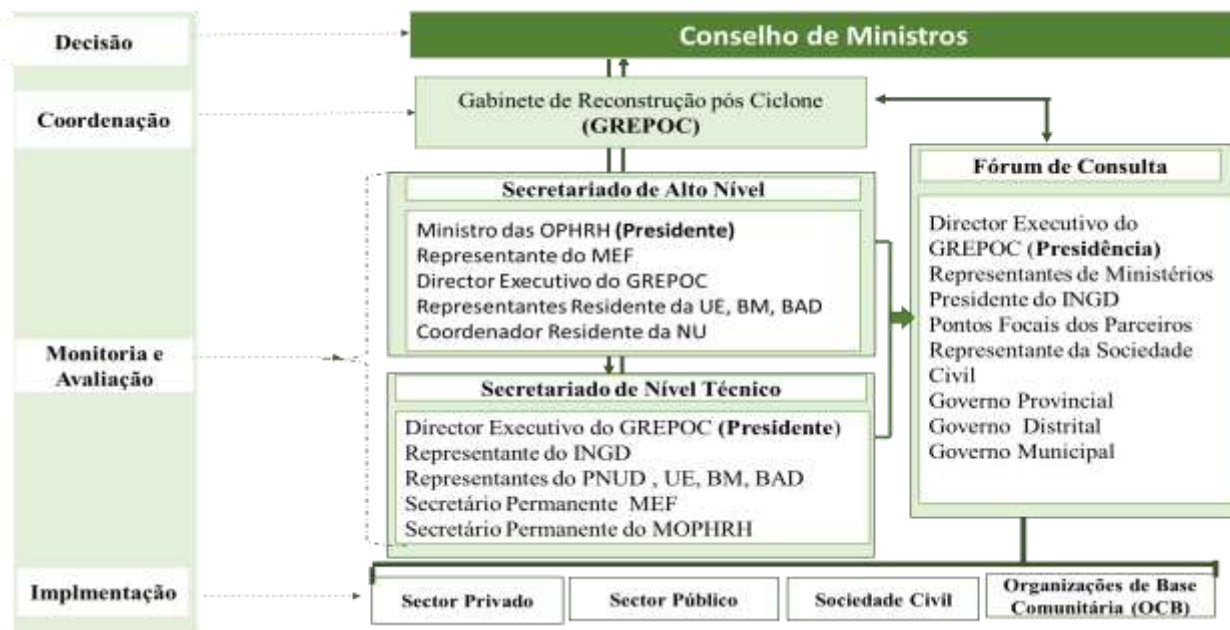 Decisão
Conselho de Ministros
Coordenação
Gabinete de Reconstrução pós Ciclone
(GREPOC)
Monitoria e
Avaliação
Secretariado de Alto Nível
Ministro das OPHRH (Presidente)
Representante do MEF
Director Executivo do GREPOC
Representantes Residente da UE, BM, BAD
Coordenador Residente da NU
Secretariado de Nível Técnico
Director Executivo do GREPOC (Presidente)
Representante do INGD
Representantes do PNUD , UE, BM, BAD
Secretário Permanente MEF
Secretário Permanente do MOPHRH
Fórum de Consulta
Director Executivo do
GREPOC (Presidência)
Representantes de Ministérios
Presidente do INGD
Pontos Focais dos Parceiros
Representante da Sociedade
Civil
Governo Provincial
Governo Distrital
Governo Municipal
Implmentação
Sector Privado
Sector Público
Sociedade Civil
Organizações de Base
Comunitária (OCB)